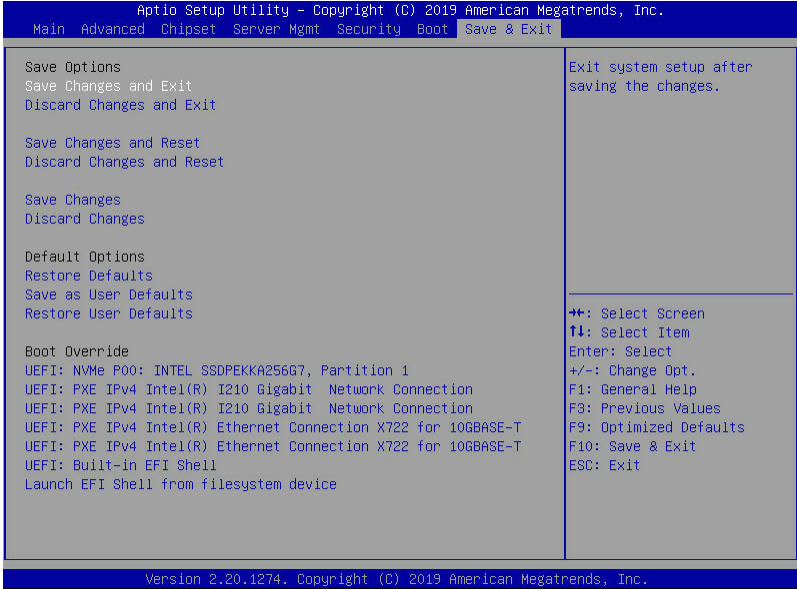 Aptio Setup Utility – Copyright (C) 2019 American Megatrends, Inc.
Main Advanced Chipset Server Mgmt Security Boot Save & Exit
Save Options
Save Changes and Exit
Discard Changes and Exit
Save Changes and Reset
Discard Changes and Reset
Save Changes
Discard Changes
Default Options
Restore Defaults
Save as User Defaults
Restore User Defaults
Boot Override
UEFI: NVMe P00: INTEL SSDPEKKA256G7, Partition 1
UEFI: PXE IPv4 Intel(R) I210 Gigabit  Network Connection
UEFI: PXE IPv4 Intel(R) I210 Gigabit  Network Connection
UEFI: PXE IPv4 Intel(R) Ethernet Connection X722 for 10GBASE-T
UEFI: PXE IPv4 Intel(R) Ethernet Connection X722 for 10GBASE-T
UEFI: Built-in EFI Shell
Launch EFI Shell from filesystem device
Exit system setup after
saving the changes.
→←: Select Screen
↑↓: Select Item
Enter: Select
+/-: Change Opt.
F1: General Help
F3: Previous Values
F9: Optimized Defaults
F10: Save & Exit
ESC: Exit
Version 2.20.1274. Copyright (C) 2019 American Megatrends, Inc.